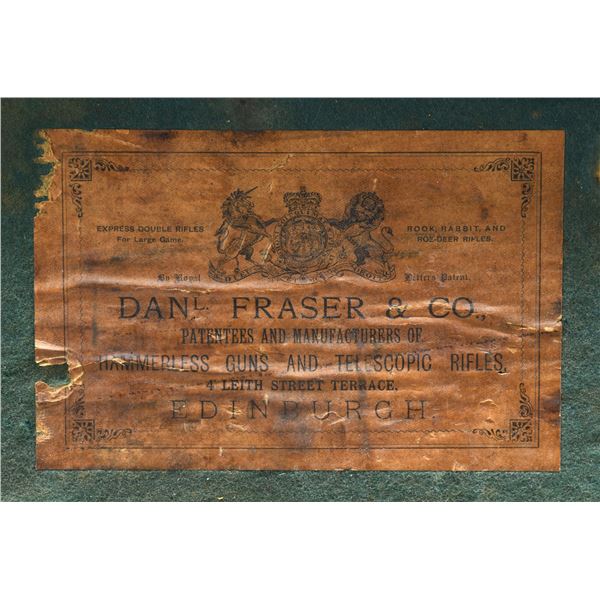 EXPRESS DOUBLE RIFLES
For Large Game.
ROOK, RABBIT, AND
ROE-DEER RIFLES.
By Royal
Letters Patent.
DANL. FRASER & CO.,
PATENTEES AND MANUFACTURERS OF
HAMMERLESS GUNS AND TELESCOPIC RIFLES,
4 LEITH STREET TERRACE,
EDINBURGH.